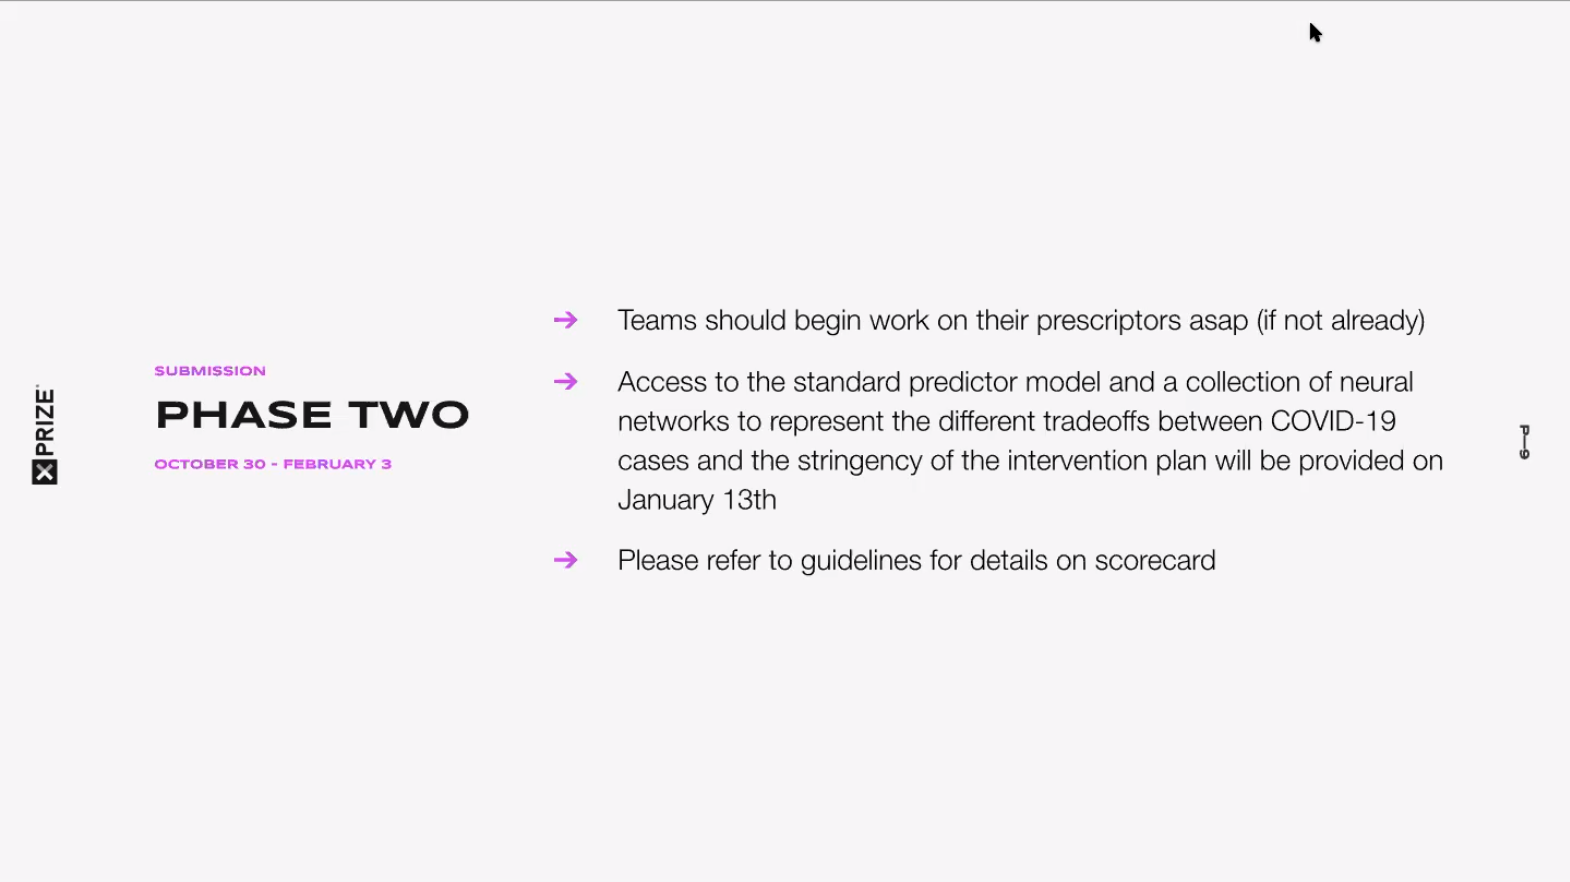 XPRIZE
SUBMISSION
PHASE TWO
OCTOBER 30 - FEBRUARY 3
Teams should begin work on their prescriptors asap (if not already)
Access to the standard predictor model and a collection of neural
networks to represent the different tradeoffs between COVID-19
cases and the stringency of the intervention plan will be provided on
January 13th
Please refer to guidelines for details on scorecard
P—9